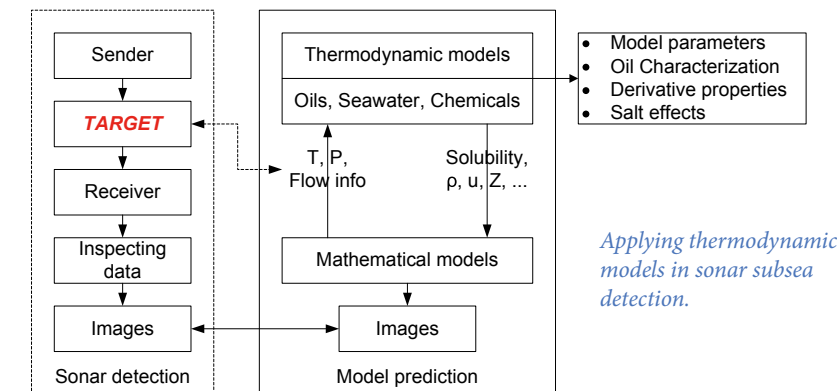 Sender
TARGET
Receiver
Inspecting
data
Images
Sonar detection
Thermodynamic models
Oils, Seawater, Chemicals
T, P,
Flow info
Solubility,
ρ, u, Z, ...
Mathematical models
Images
Model prediction
• Model parameters
• Oil Characterization
• Derivative properties
• Salt effects
Applying thermodynamic
models in sonar subsea
detection.